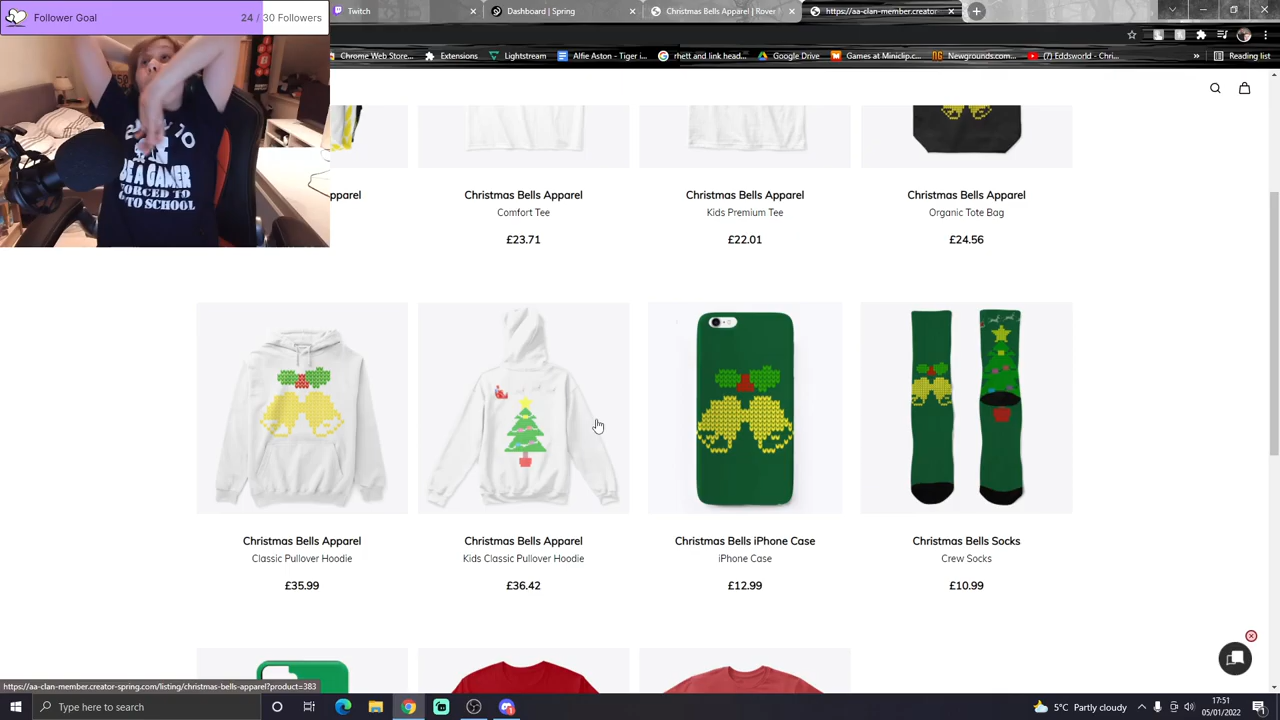 Follower Goal
24 / 30 Followers
Twitch
Dashboard | Spring
Christmas Bells Apparel | Rover
https://aa-clan-member.creator
Chrome Web Store...
Extensions
Lightstream
Alfie Aston - Tiger i...
rhett and link head...
Google Drive
Games at Miniclip.c...
Newgrounds.com...
(7) Eddsworld - Chri...
»
Reading list
BE A GAMER
FORCED TO
GO TO SCHOOL
pparel
Christmas Bells Apparel
Comfort Tee
£23.71
Christmas Bells Apparel
Kids Premium Tee
£22.01
Christmas Bells Apparel
Organic Tote Bag
£24.56
Christmas Bells Apparel
Classic Pullover Hoodie
£35.99
Christmas Bells Apparel
Kids Classic Pullover Hoodie
£36.42
Christmas Bells iPhone Case
iPhone Case
£12.99
Christmas Bells Socks
Crew Socks
£10.99
https://aa-clan-member.creator-spring.com/listing/christmas-bells-apparel?product=383
Type here to search
5°C Partly cloudy
17:51
05/01/2022